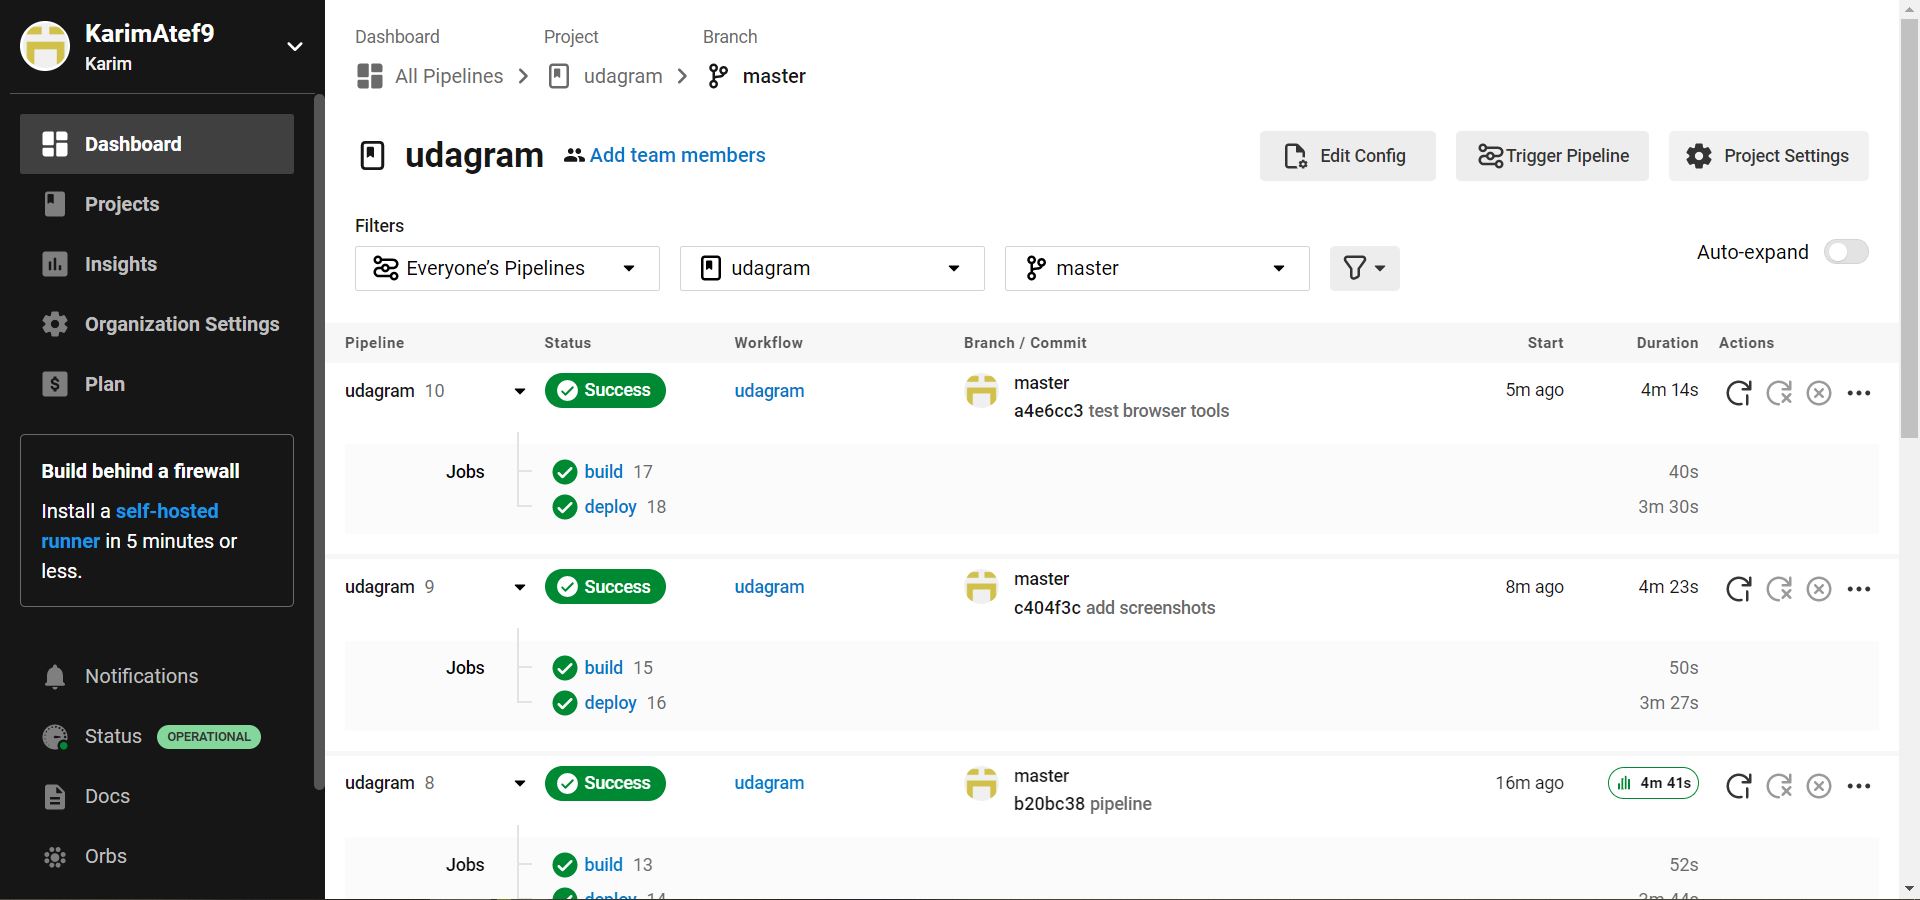 KarimAtef9
Karim
Dashboard
Projects
Insights
Organization Settings
Plan
Build behind a firewall
Install a self-hosted
runner in 5 minutes or
less.
Notifications
Status OPERATIONAL
Docs
Orbs
Dashboard Project Branch
All Pipelines udagram master
udagram Add team members
Edit Config Trigger Pipeline Project Settings
Filters
Everyone’s Pipelines udagram master
Auto-expand
Pipeline Status Workflow Branch / Commit Start Duration Actions
udagram 10 Success udagram master 5m ago 4m 14s
a4e6cc3 test browser tools
Jobs build 17 40s
deploy 18 3m 30s
udagram 9 Success udagram master 8m ago 4m 23s
c404f3c add screenshots
Jobs build 15 50s
deploy 16 3m 27s
udagram 8 Success udagram master 16m ago 4m 41s
b20bc38 pipeline
Jobs build 13 52s
deploy 14 3m 44s